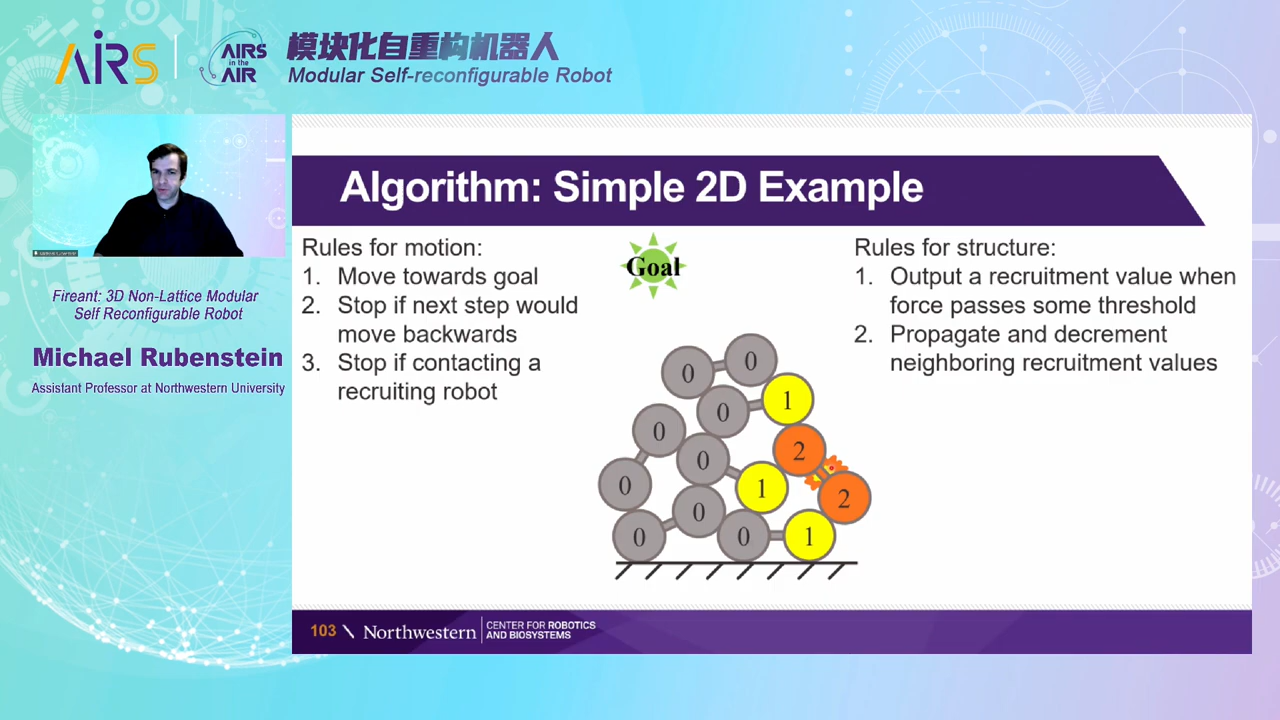 AIRS
AIRS
in the
AIR
模块化自重构机器人
Modular Self-reconfigurable Robot
Fireant: 3D Non-Lattice Modular
Self Reconfigurable Robot
Michael Rubenstein
Assistant Professor at Northwestern University
Algorithm: Simple 2D Example
Rules for motion:
1. Move towards goal
2. Stop if next step would
move backwards
3. Stop if contacting a
recruiting robot
Goal
Rules for structure:
1. Output a recruitment value when
force passes some threshold
2. Propagate and decrement
neighboring recruitment values
0
0
0
1
0
0
2
0
1
2
0
0
0
1
103
Northwestern
CENTER FOR ROBOTICS
AND BIOSYSTEMS